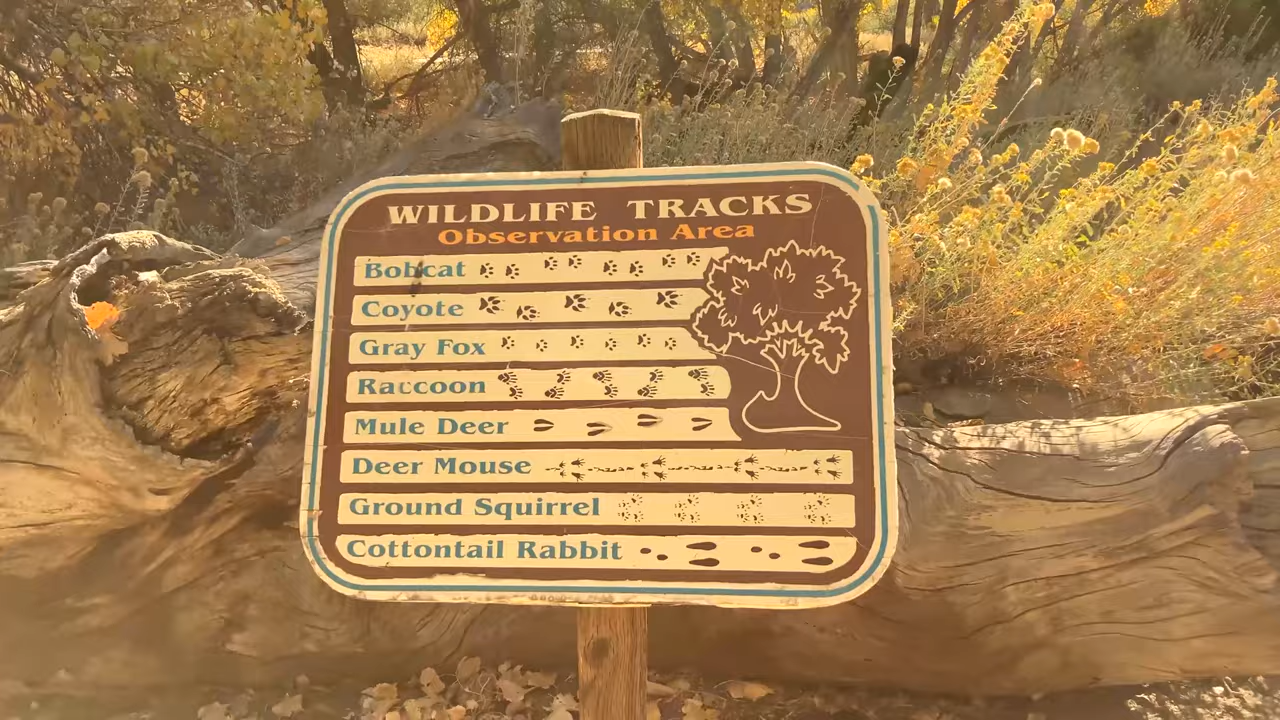 WILDLIFE TRACKS
Observation Area
Bobcat
Coyote
Gray Fox
Raccoon
Mule Deer
Deer Mouse
Ground Squirrel
Cottontail Rabbit